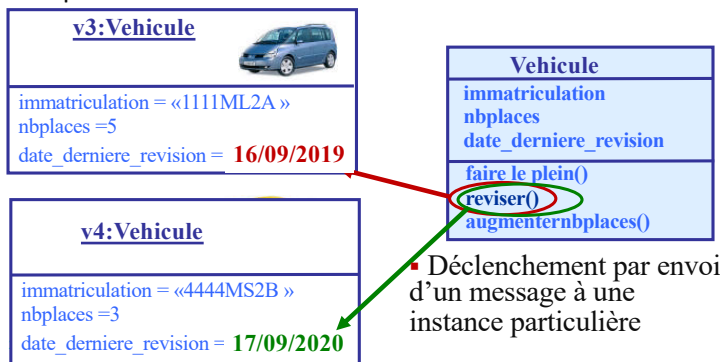 v3:Vehicule
immatriculation = «1111ML2A »
nbplaces =5
date_derniere_revision = 16/09/2019
v4:Vehicule
immatriculation = «4444MS2B »
nbplaces =3
date_derniere_revision = 17/09/2020
Vehicule
immatriculation
nbplaces
date_derniere_revision
faire le plein()
reviser()
augmenternbplaces()
▪ Déclenchement par envoi
d’un message à une
instance particulière